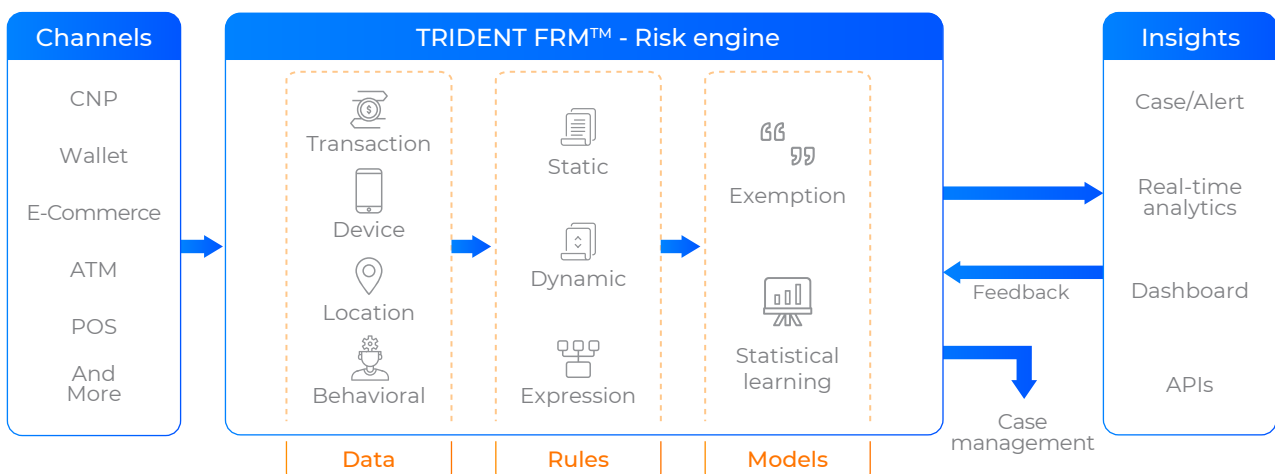 Channels
CNP
Wallet
E-Commerce
ATM
POS
And
More
TRIDENT FRM™ - Risk engine
Transaction
Device
Location
Behavioral
Data
Static
Dynamic
Expression
Rules
Exemption
Statistical
learning
Models
Feedback
Case
management
Insights
Case/Alert
Real-time
analytics
Dashboard
APIs